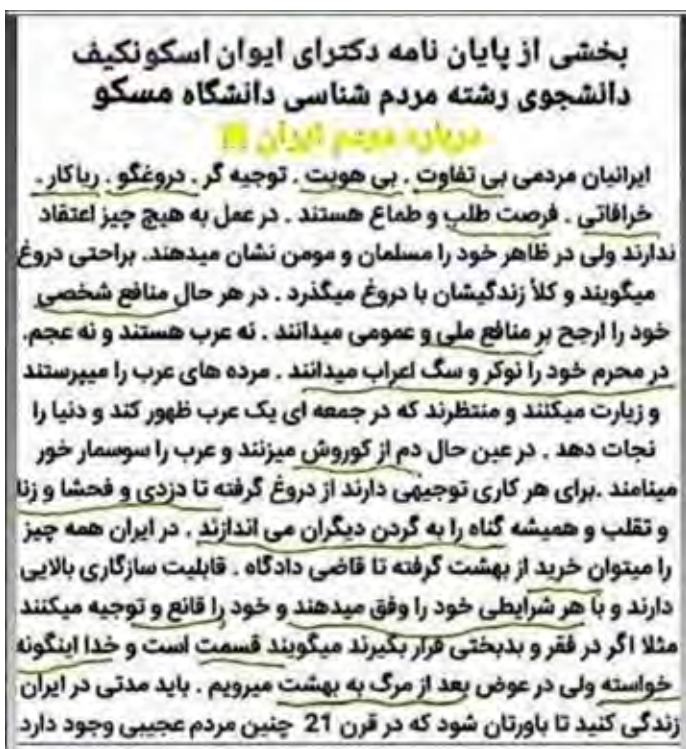 بخشی از پایان نامه دکترای ایوان اسکونکیف
دانشجوی رشته مردم شناسی دانشگاه مسکو
درباره مردم ایران
ایرانیان مردمی بی تفاوت . بی هویت . توجیه گر . دروغگو . ریاکار .
خرافاتی . فرصت طلب و طماع هستند . در عمل به هیچ چیز اعتقاد
ندارند ولی در ظاهر خود را مسلمان و مومن نشان میدهند. براحتی دروغ
میگویند و کلاً زندگیشان با دروغ میگذرد . در هر حال منافع شخصی
خود را ارجح بر منافع ملی و عمومی میدانند . نه عرب هستند و نه عجم.
در محرم خود را نوکر و سگ اعراب میدانند . مرده های عرب را میپرستند
و زیارت میکنند و منتظرند که در جمعه ای یک عرب ظهور کند و دنیا را
نجات دهد . در عین حال دم از کوروش میزنند و عرب را سوسمار خور
مینامند .برای هر کاری توجیهی دارند از دروغ گرفته تا دزدی و فحشا و زنا
و تقلب و همیشه گناه را به گردن دیگران می اندازند . در ایران همه چیز
را میتوان خرید از بهشت گرفته تا قاضی دادگاه . قابلیت سازگاری بالایی
دارند و با هر شرایطی خود را وفق میدهند و خود را قانع و توجیه میکنند
مثلا اگر در فقر و بدبختی قرار بگیرند میگویند قسمت است و خدا اینگونه
خواسته ولی در عوض بعد از مرگ به بهشت میرویم . باید مدتی در ایران
زندگی کنید تا باورتان شود که در قرن 21 چنین مردم عجیبی وجود دارد.